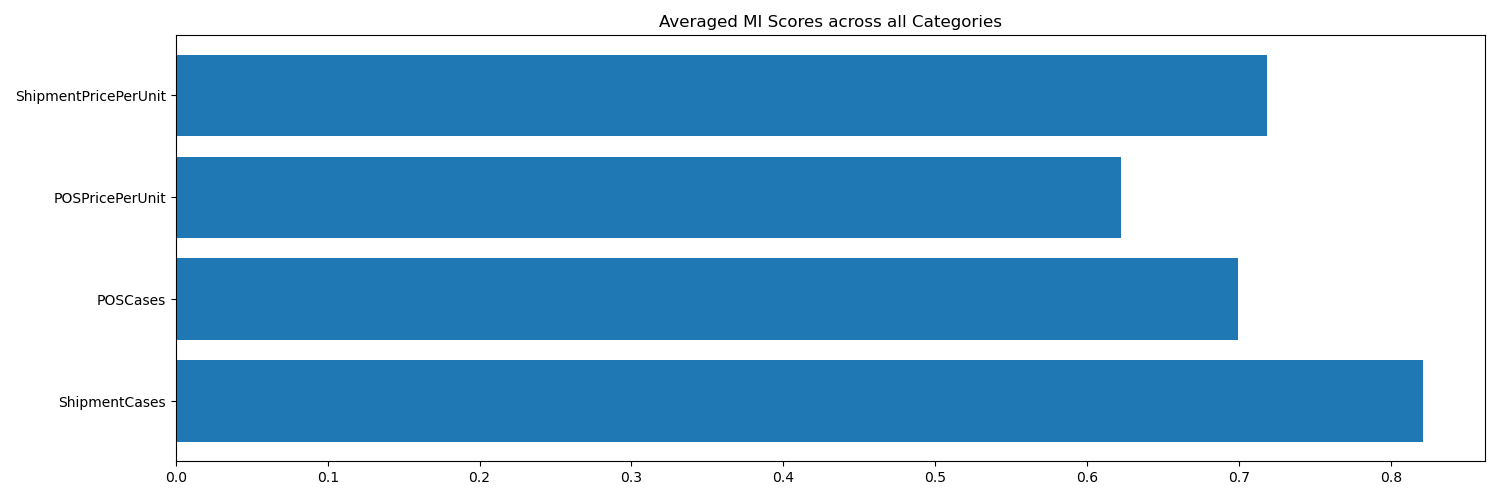 Averaged MI Scores across all Categories
ShipmentPricePerUnit
POSPricePerUnit
POSCases
ShipmentCases
0.0 0.1 0.2 0.3 0.4 0.5 0.6 0.7 0.8